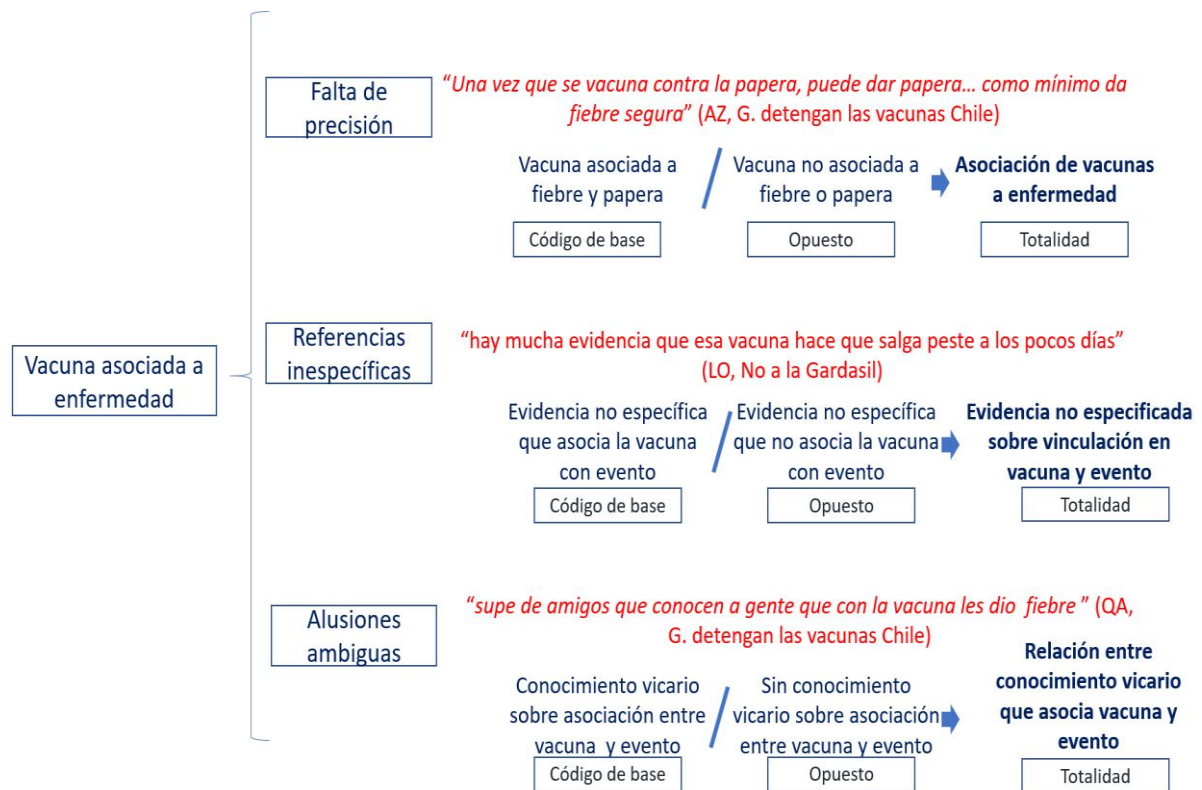 Vacuna asociada a
enfermedad
Falta de
precisión
“Una vez que se vacuna contra la papera, puede dar papera... como mínimo da
fiebre segura” (AZ, G. detengan las vacunas Chile)
Vacuna asociada a
fiebre y papera
/
Vacuna no asociada a
fiebre o papera
Asociación de vacunas
a enfermedad
Código de base
Opuesto
Totalidad
Referencias
inespecíficas
“hay mucha evidencia que esa vacuna hace que salga peste a los pocos días”
(LO, No a la Gardasil)
Evidencia no específica
que asocia la vacuna
con evento
/
Evidencia no específica
que no asocia la vacuna
con evento
Evidencia no especificada
sobre vinculación en
vacuna y evento
Código de base
Opuesto
Totalidad
Alusiones
ambiguas
“supe de amigos que conocen a gente que con la vacuna les dio fiebre ” (QA,
G. detengan las vacunas Chile)
Conocimiento vicario
sobre asociación entre
vacuna y evento
/
Sin conocimiento
vicario sobre asociación
entre vacuna y evento
Relación entre
conocimiento vicario
que asocia vacuna y
evento
Código de base
Opuesto
Totalidad